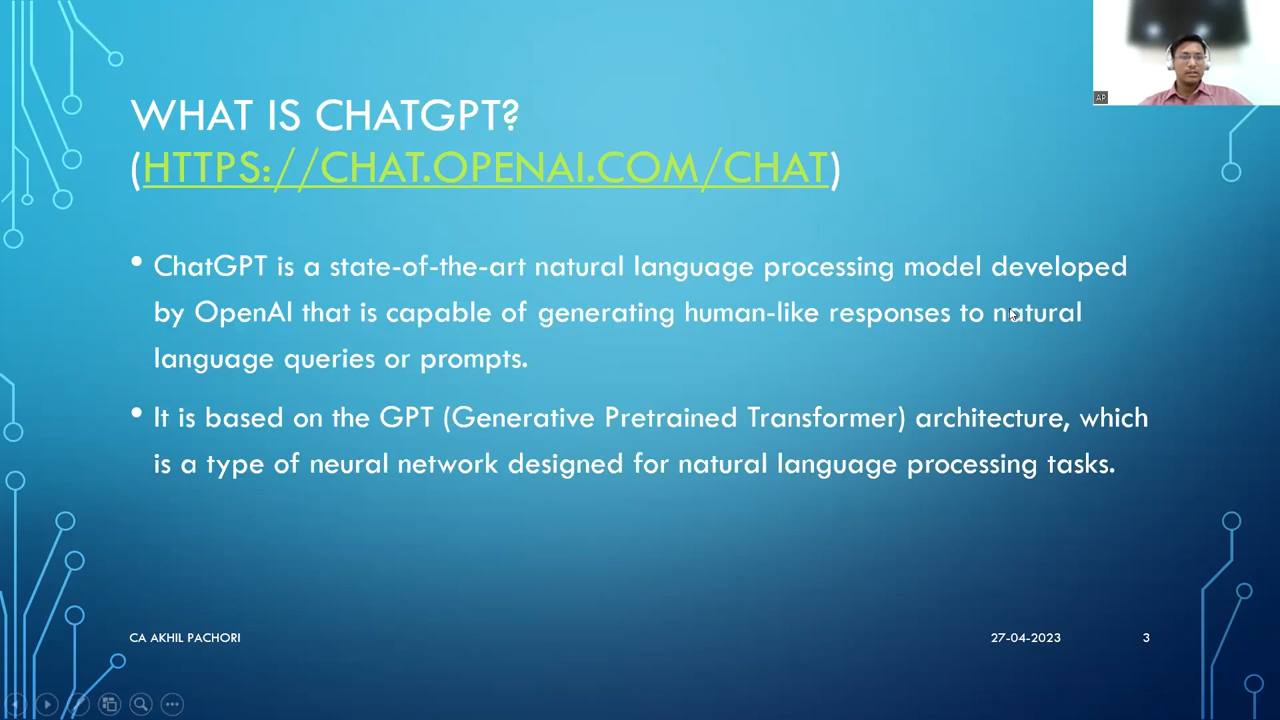 WHAT IS CHATGPT?
(HTTPS://CHAT.OPENAI.COM/CHAT)
• ChatGPT is a state-of-the-art natural language processing model developed
by OpenAI that is capable of generating human-like responses to natural
language queries or prompts.
• It is based on the GPT (Generative Pretrained Transformer) architecture, which
is a type of neural network designed for natural language processing tasks.
CA AKHIL PACHORI
27-04-2023
3
AP